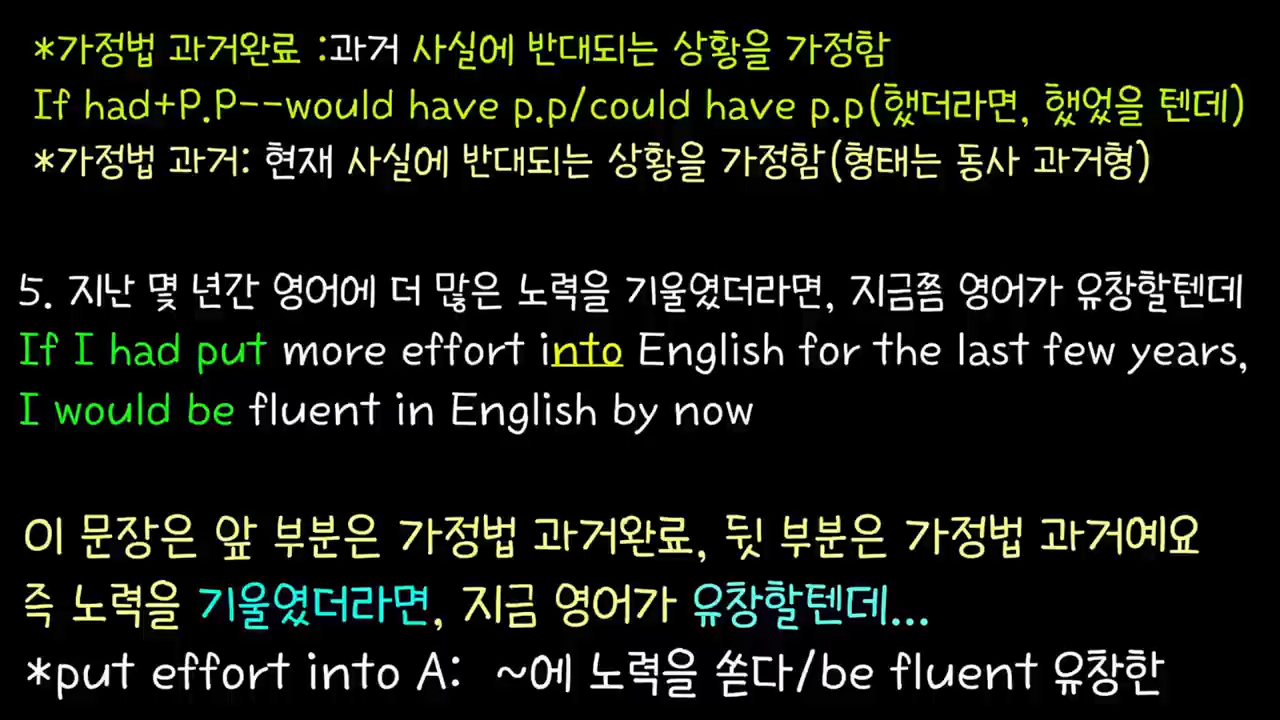 *가정법 과거완료 :과거 사실에 반대되는 상황을 가정함
If had+P.P--would have p.p/could have p.p(했더라면, 했었을 텐데)
*가정법 과거: 현재 사실에 반대되는 상황을 가정함(형태는 동사 과거형)
5. 지난 몇 년간 영어에 더 많은 노력을 기울였더라면, 지금쯤 영어가 유창할텐데
If I had put more effort into English for the last few years,
I would be fluent in English by now
이 문장은 앞 부분은 가정법 과거완료, 뒷 부분은 가정법 과거예요
즉 노력을 기울였더라면, 지금 영어가 유창할텐데...
*put effort into A: ~에 노력을 쏟다/be fluent 유창한